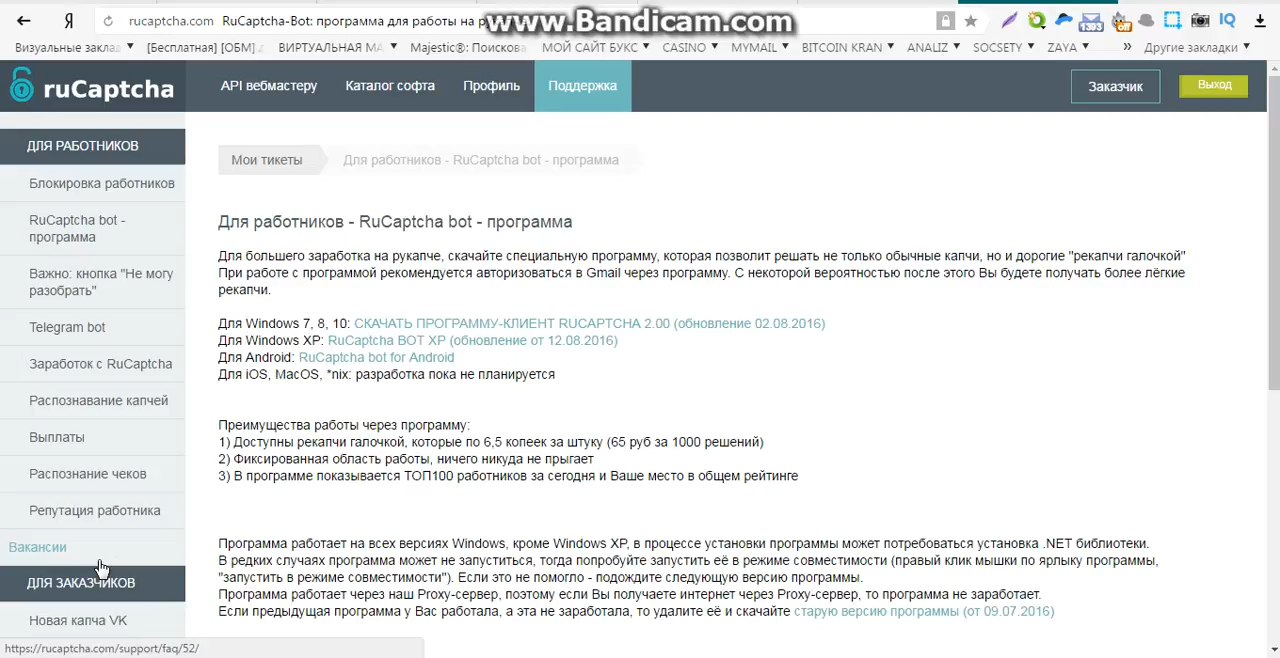 rucaptcha.com RuCaptcha-Bot: программа для работы на р
www.Bandicam.com
1393
off
Визуальные заклад
[Бесплатная] [ОБМ]
ВИРТУАЛЬНАЯ МА
Majestic®: Поискова
МОЙ САЙТ БУКС
CASINO
MYMAIL
BITCOIN KRAN
ANALIZ
SOCSETY
ZAYA
»
Другие закладки
ruCaptcha
API вебмастеру
Каталог софта
Профиль
Поддержка
Заказчик
Выход
ДЛЯ РАБОТНИКОВ
Блокировка работников
RuCaptcha bot -
программа
Важно: кнопка "Не могу
разобрать"
Telegram bot
Заработок с RuCaptcha
Распознавание капчей
Выплаты
Распознание чеков
Репутация работника
Вакансии
ДЛЯ ЗАКАЗЧИКОВ
Новая капча VK
https://rucaptcha.com/support/faq/52/
Мои тикеты
Для работников - RuCaptcha bot - программа
Для работников - RuCaptcha bot - программа
Для большего заработка на рукапче, скачайте специальную программу, которая позволит решать не только обычные капчи, но и дорогие "рекапчи галочкой"
При работе с программой рекомендуется авторизоваться в Gmail через программу. С некоторой вероятностью после этого Вы будете получать более лёгкие
рекапчи.
Для Windows 7, 8, 10: СКАЧАТЬ ПРОГРАММУ-КЛИЕНТ RUCAPTCHA 2.00 (обновление 02.08.2016)
Для Windows XP: RuCaptcha BOT XP (обновление от 12.08.2016)
Для Android: RuCaptcha bot for Android
Для iOS, MacOS, *nix: разработка пока не планируется
Преимущества работы через программу:
1) Доступны рекапчи галочкой, которые по 6,5 копеек за штуку (65 руб за 1000 решений)
2) Фиксированная область работы, ничего никуда не прыгает
3) В программе показывается ТОП100 работников за сегодня и Ваше место в общем рейтинге
Программа работает на всех версиях Windows, кроме Windows XP, в процессе установки программы может потребоваться установка .NET библиотеки.
В редких случаях программа может не запуститься, тогда попробуйте запустить её в режиме совместимости (правый клик мышки по ярлыку программы,
"запустить в режиме совместимости"). Если это не помогло - подождите следующую версию программы.
Программа работает через наш Proxy-сервер, поэтому если Вы получаете интернет через Proxy-сервер, то программа не заработает.
Если предыдущая программа у Вас работала, а эта не заработала, то удалите её и скачайте старую версию программы (от 09.07.2016)